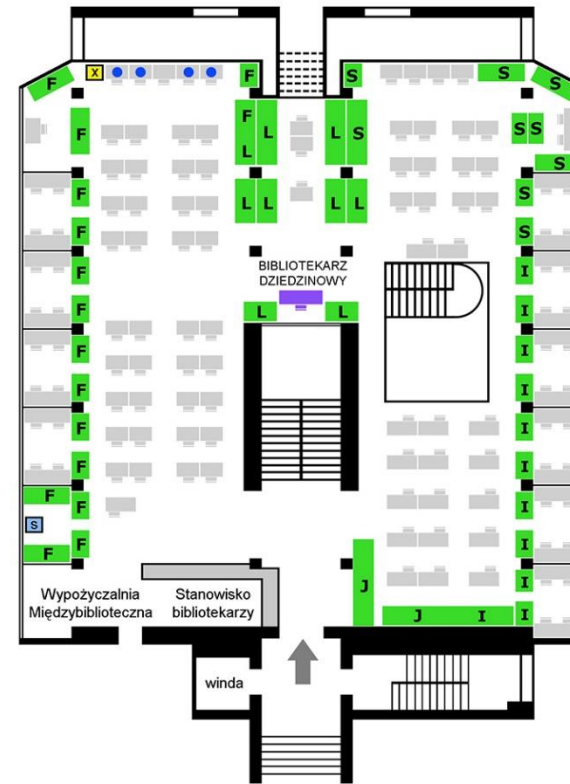 X F S S
F S
F L L S S S
F
L
S
F L L L L S
F S
F I
BIBLIOTEKARZ
DZIEDZINOWY
F L L I
F I
F I
F I
F I
F
F I
S
F I
F
Wypożyczalnia
Międzybiblioteczna
Stanowisko
bibliotekarzy
J I
J I I
winda